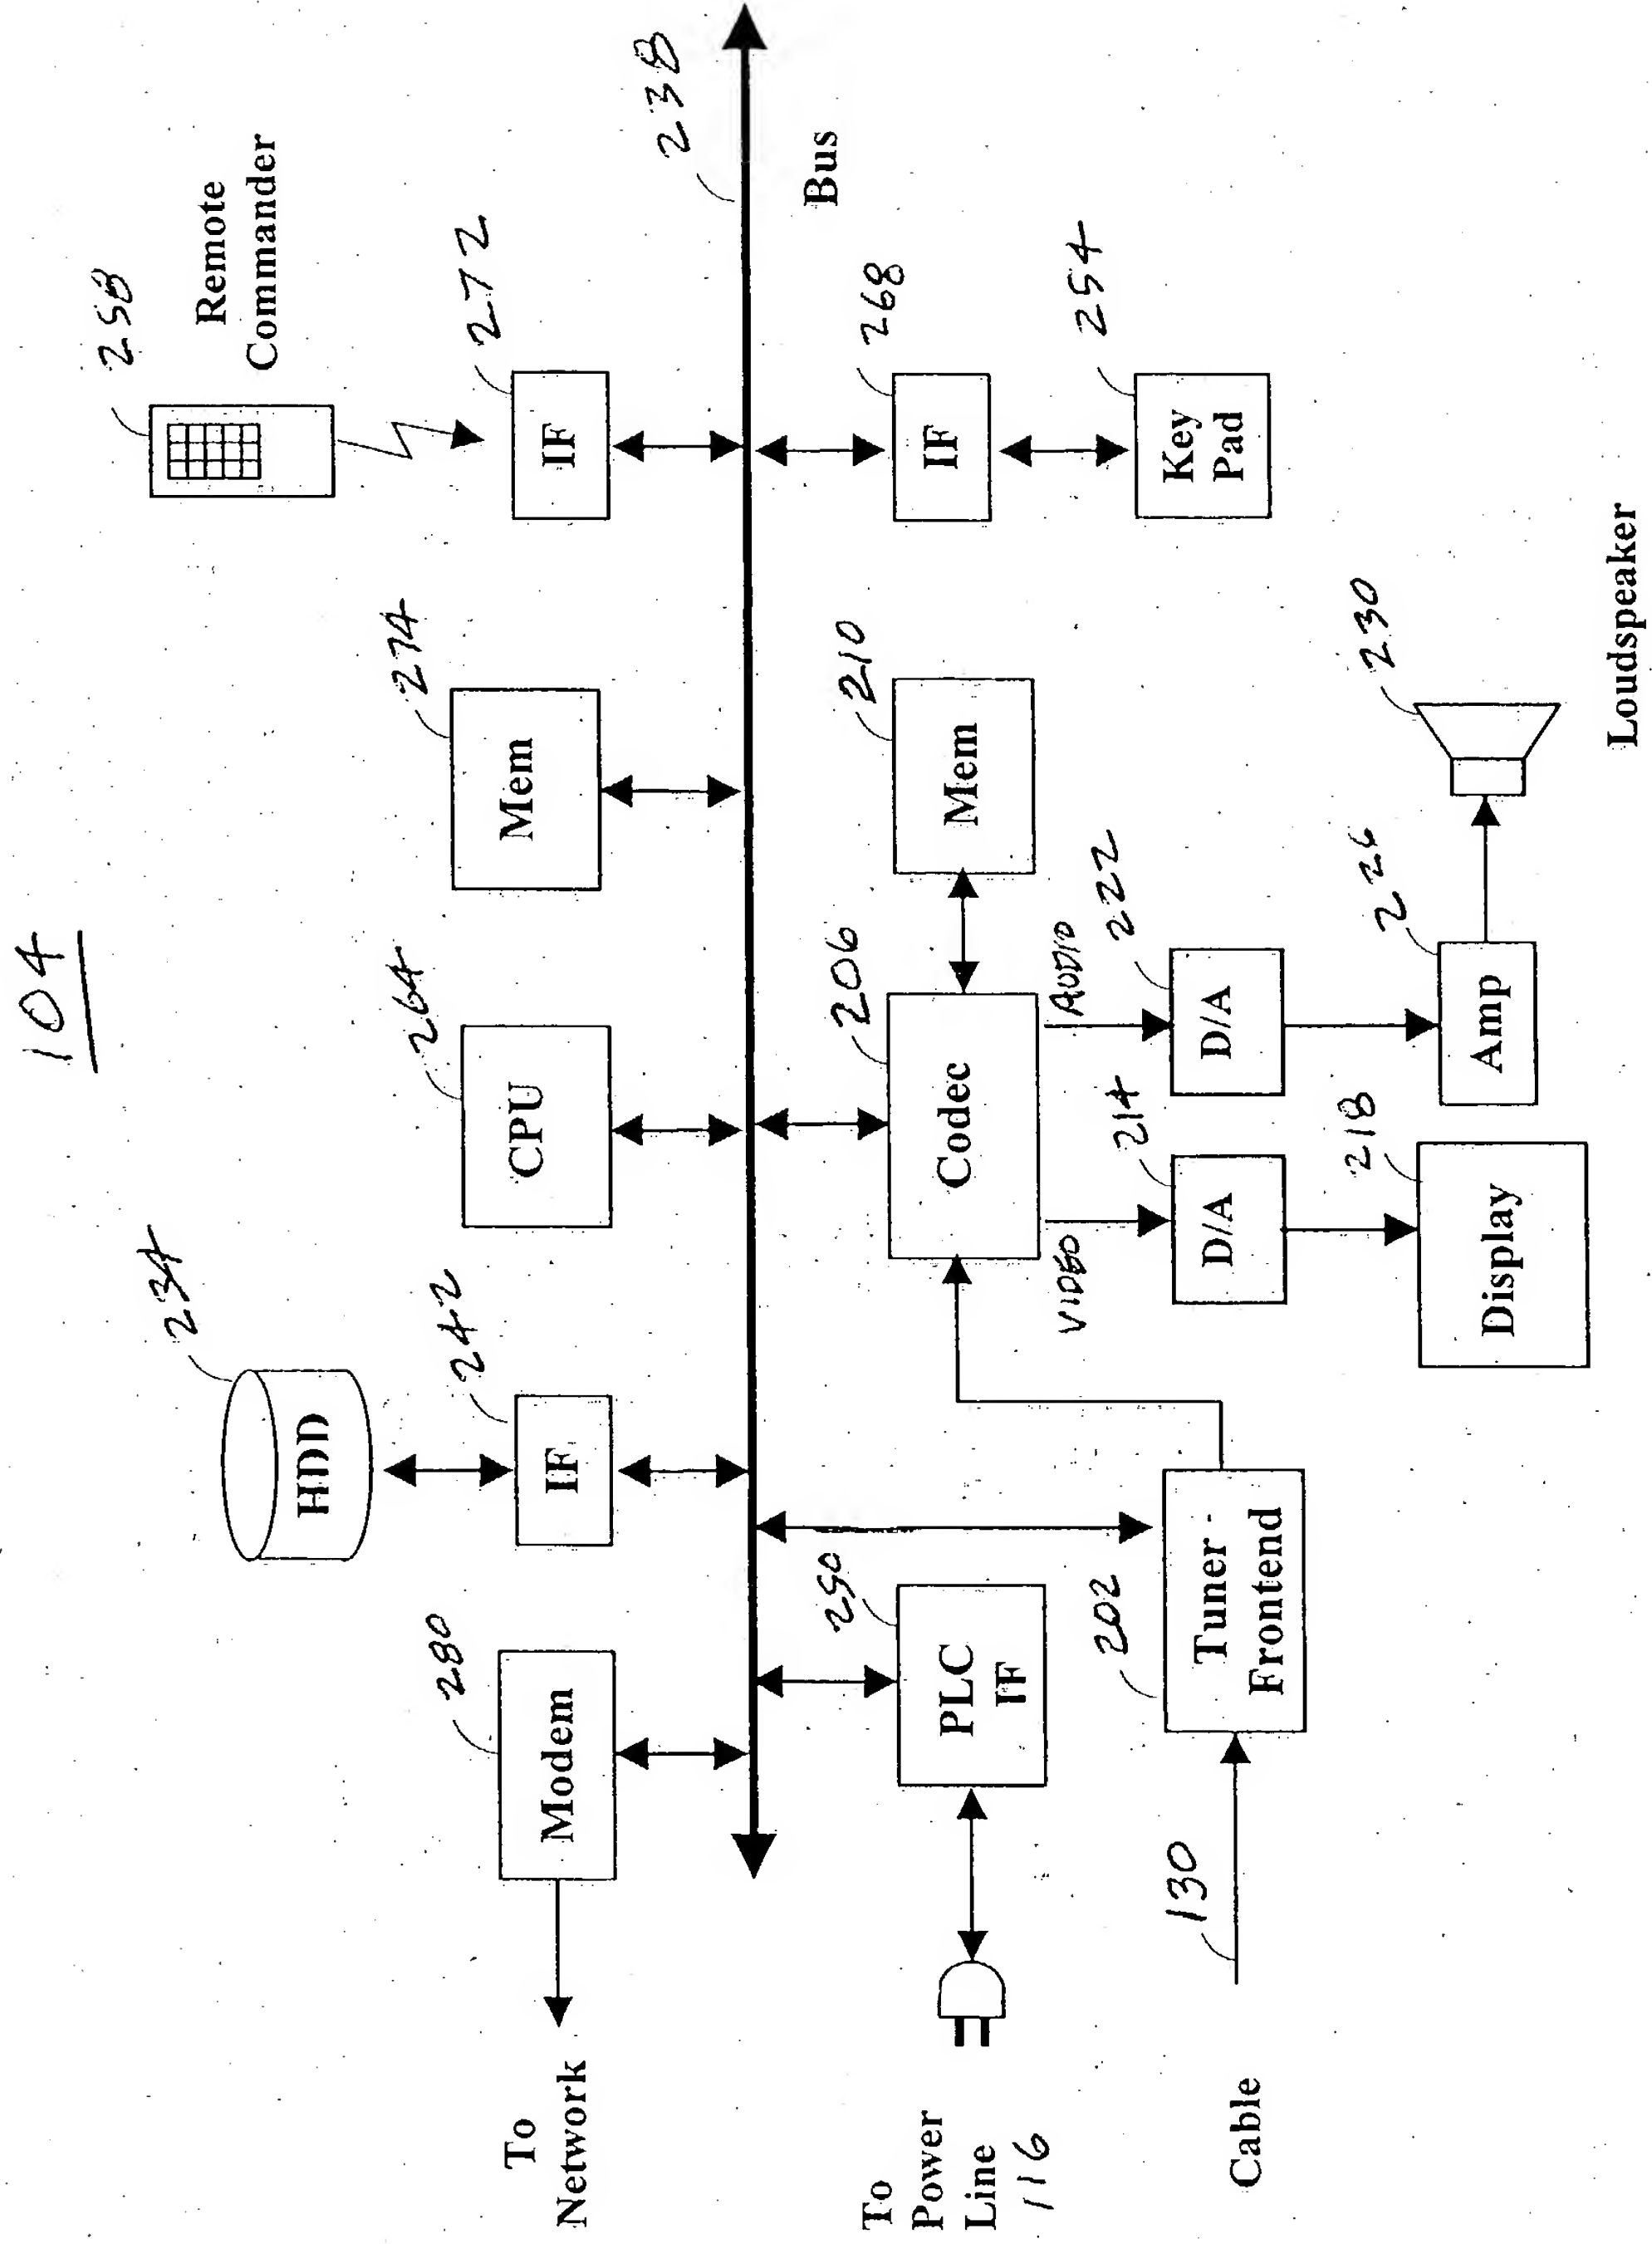 104
258
Remote
Commander
234
HDD
280
Modem
To
Network
242
IF
264
CPU
274
Mem
272
IF
238
Bus
250
PLC
IF
To
Power
Line
116
206
Codec
210
Mem
268
IF
254
Key
Pad
VIDEO
AUDIO
214
D/A
222
D/A
202
Tuner -
Frontend
130
Cable
218
Display
226
Amp
230
Loudspeaker